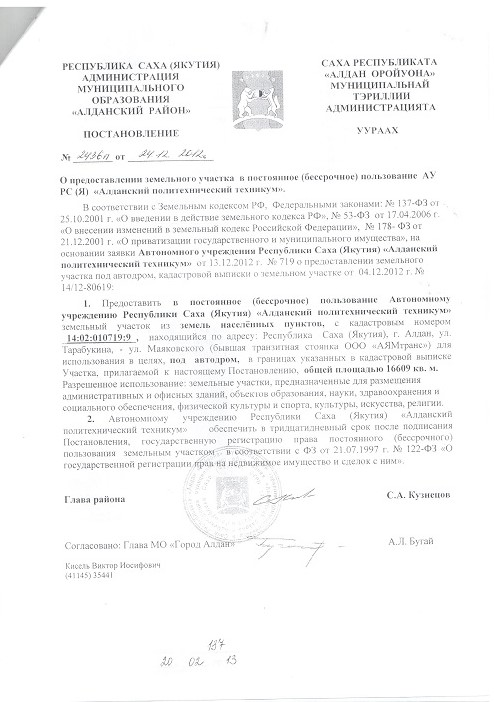 РЕСПУБЛИКА САХА (ЯКУТИЯ)
АДМИНИСТРАЦИЯ
МУНИЦИПАЛЬНОГО
ОБРАЗОВАНИЯ
«АЛДАНСКИЙ РАЙОН»
ПОСТАНОВЛЕНИЕ
САХА РЕСПУБЛИКАТА
«АЛДАН ОРОЙУОНА»
МУНИЦИПАЛЬНАЙ
ТЭРИЛЛИИ
АДМИНИСТРАЦИЯТА
УУРААХ
№ 2436п от 24.12.2012г.
О предоставлении земельного участка в постоянное (бессрочное) пользование АУ
РС (Я) «Алданский политехнический техникум».
В соответствии с Земельным кодексом РФ, Федеральными законами: № 137-ФЗ от
25.10.2001 г. «О введении в действие земельного кодекса РФ», № 53-ФЗ от 17.04.2006 г.
«О внесении изменений в земельный кодекс Российской Федерации», № 178- ФЗ от
21.12.2001 г. «О приватизации государственного и муниципального имущества», на
основании заявки Автономного учреждения Республики Саха (Якутия) «Алданский
политехнический техникум» от 13.12.2012 г. № 719 о предоставлении земельного
участка под автодром, кадастровой выписки о земельном участке от 04.12.2012 г. №
14/12-80619:
1. Предоставить в постоянное (бессрочное) пользование Автономному
учреждению Республики Саха (Якутия) «Алданский политехнический техникум»
земельный участок из земель населённых пунктов, с кадастровым номером
14:02:010719:9 , находящийся по адресу: Республика Саха (Якутия), г. Алдан, ул.
Тарабукина, - ул. Маяковского (бывшая транзитная стоянка ООО «АЯМтранс») для
использования в целях, под автодром, в границах указанных в кадастровой выписке
Участка, прилагаемой к настоящему Постановлению, общей площадью 16609 кв. м.
Разрешенное использование: земельные участки, предназначенные для размещения
административных и офисных зданий, объектов образования, науки, здравоохранения и
социального обеспечения, физической культуры и спорта, культуры, искусства, религии.
2. Автономному учреждению Республики Саха (Якутия) «Алданский
политехнический техникум» обеспечить в тридцатидневный срок после подписания
Постановления, государственную регистрацию права постоянного (бессрочного)
пользования земельным участком в соответствии с ФЗ от 21.07.1997 г. № 122-ФЗ «О
государственной регистрации прав на недвижимое имущество и сделок с ним».
Глава района С.А. Кузнецов
Согласовано: Глава МО «Город Алдан» А.Л. Бугай
Кисель Виктор Иосифович
(41145) 35441
137
20 02 13